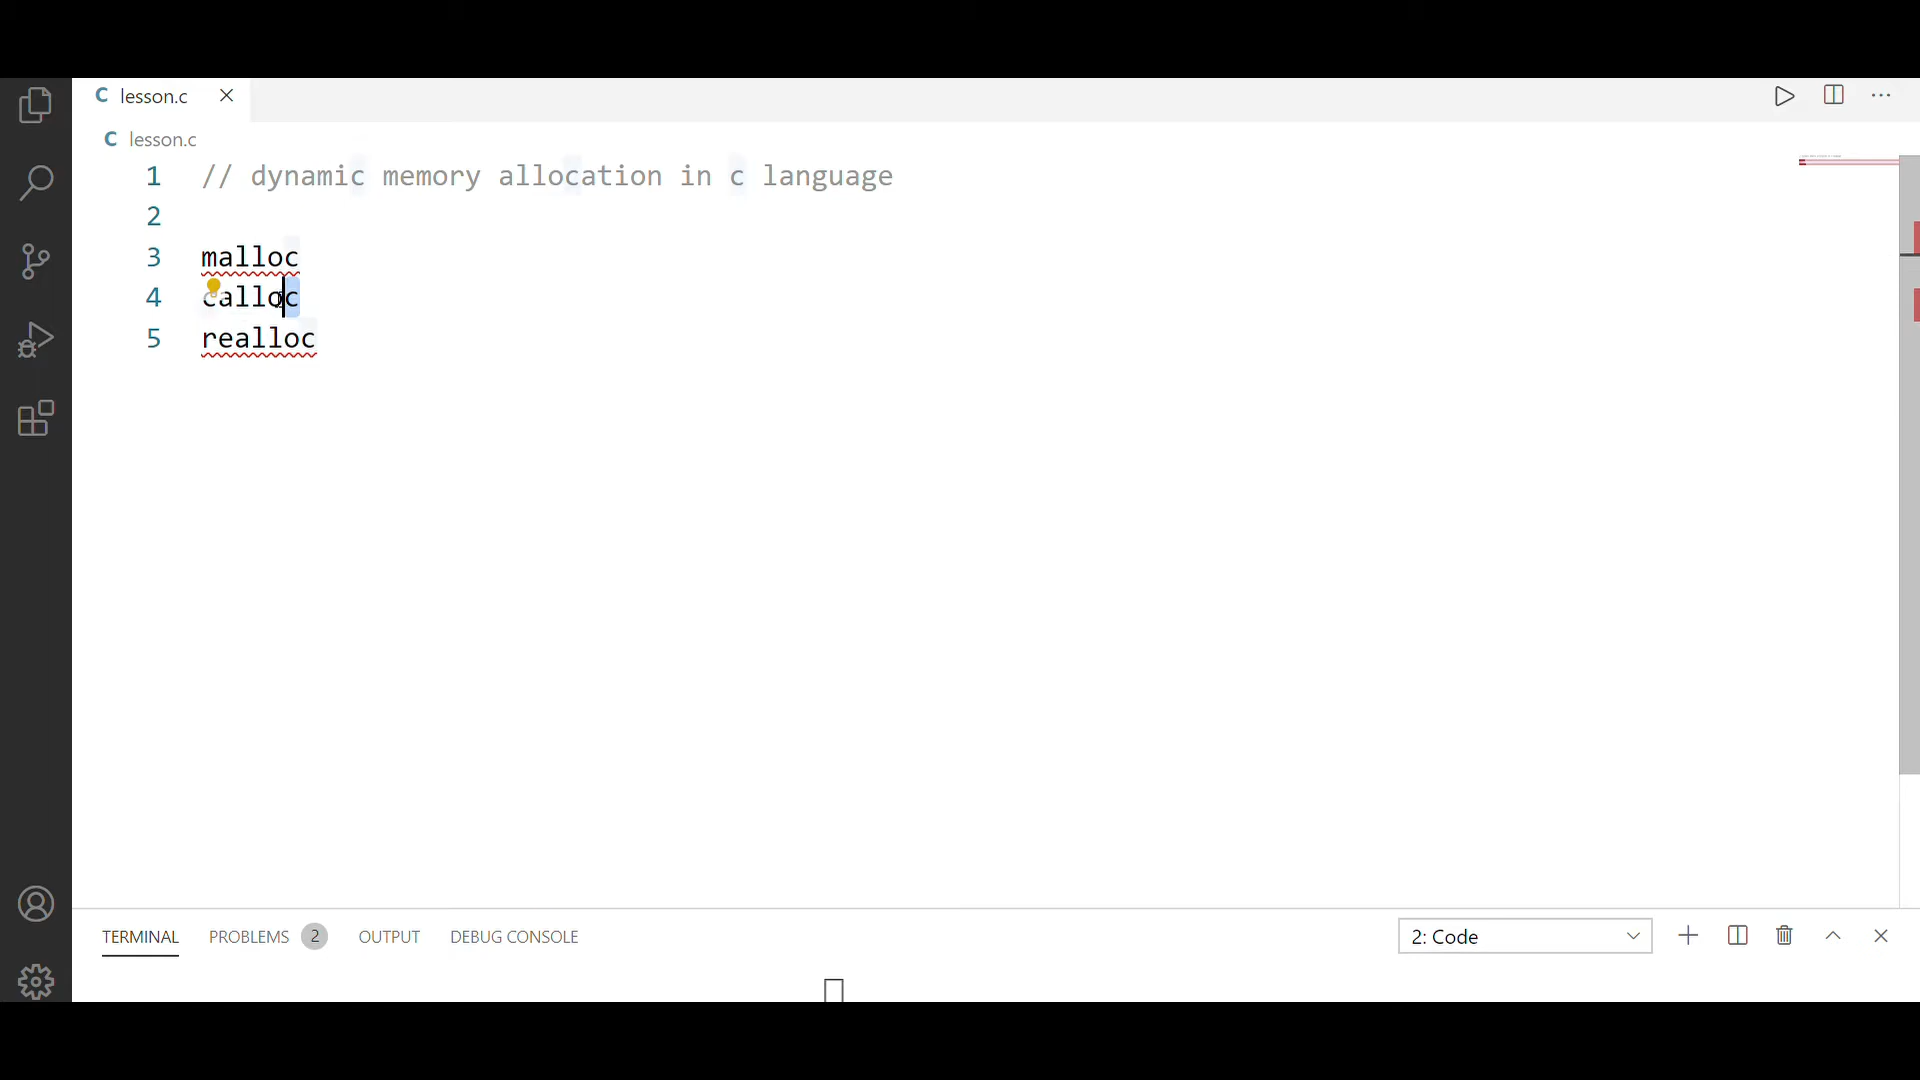 C lesson.c
C lesson.c
1 // dynamic memory allocation in c language
2
3 malloc
4 calloc
5 realloc
TERMINAL PROBLEMS 2 OUTPUT DEBUG CONSOLE 2: Code